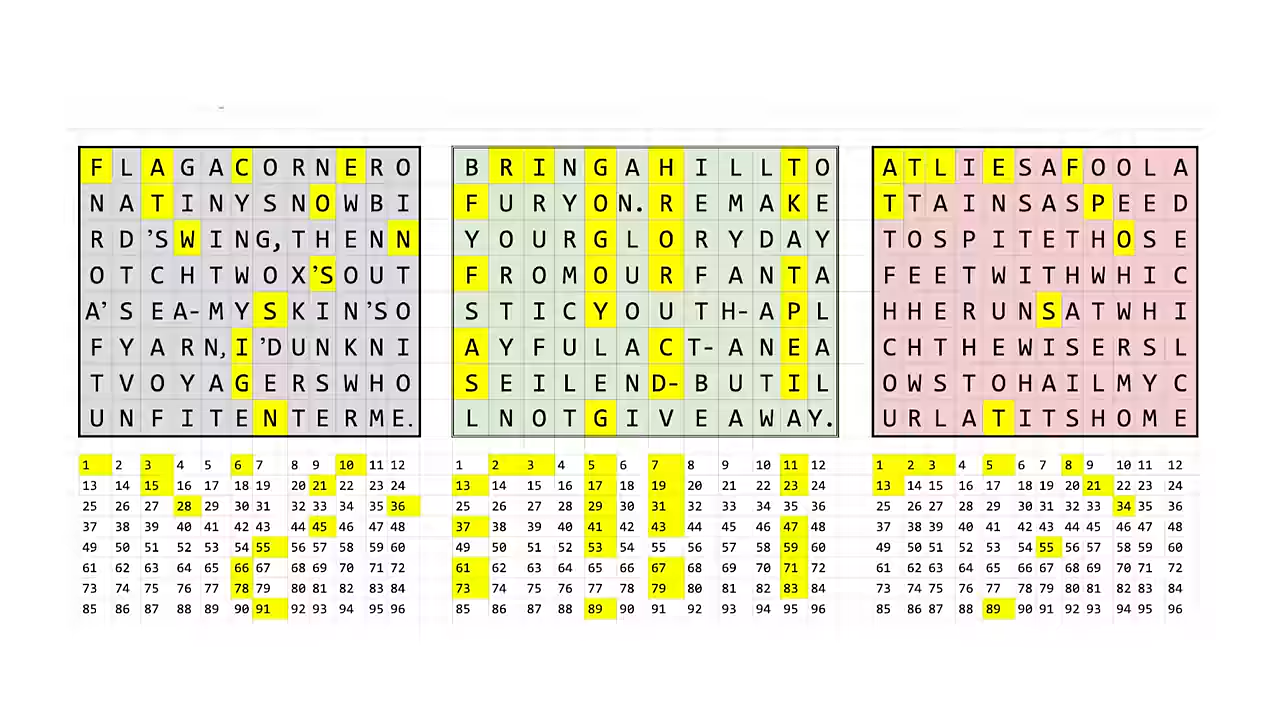 F L A G A C O R N E R O
N A T I N Y S N O W B I
R D 'S W I N G, T H E N N
O T C H T W O X 'S O U T
A' S E A - M Y S K I N 'S O
F Y A R N, I 'D U N K N I
T V O Y A G E R S W H O
U N F I T E N T E R M E.
1 2 3 4 5 6 7 8 9 10 11 12
13 14 15 16 17 18 19 20 21 22 23 24
25 26 27 28 29 30 31 32 33 34 35 36
37 38 39 40 41 42 43 44 45 46 47 48
49 50 51 52 53 54 55 56 57 58 59 60
61 62 63 64 65 66 67 68 69 70 71 72
73 74 75 76 77 78 79 80 81 82 83 84
85 86 87 88 89 90 91 92 93 94 95 96
B R I N G A H I L L T O
F U R Y O N. R E M A K E
Y O U R G L O R Y D A Y
F R O M O U R F A N T A
S T I C Y O U T H - A P L
A Y F U L A C T - A N E A
S E I L E N D - B U T I L
L N O T G I V E A W A Y.
1 2 3 4 5 6 7 8 9 10 11 12
13 14 15 16 17 18 19 20 21 22 23 24
25 26 27 28 29 30 31 32 33 34 35 36
37 38 39 40 41 42 43 44 45 46 47 48
49 50 51 52 53 54 55 56 57 58 59 60
61 62 63 64 65 66 67 68 69 70 71 72
73 74 75 76 77 78 79 80 81 82 83 84
85 86 87 88 89 90 91 92 93 94 95 96
A T L I E S A F O O L A
T T A I N S A S P E E D
T O S P I T E T H O S E
F E E T W I T H W H I C
H H E R U N S A T W H I
C H T H E W I S E R S L
O W S T O H A I L M Y C
U R L A T I T S H O M E
1 2 3 4 5 6 7 8 9 10 11 12
13 14 15 16 17 18 19 20 21 22 23 24
25 26 27 28 29 30 31 32 33 34 35 36
37 38 39 40 41 42 43 44 45 46 47 48
49 50 51 52 53 54 55 56 57 58 59 60
61 62 63 64 65 66 67 68 69 70 71 72
73 74 75 76 77 78 79 80 81 82 83 84
85 86 87 88 89 90 91 92 93 94 95 96